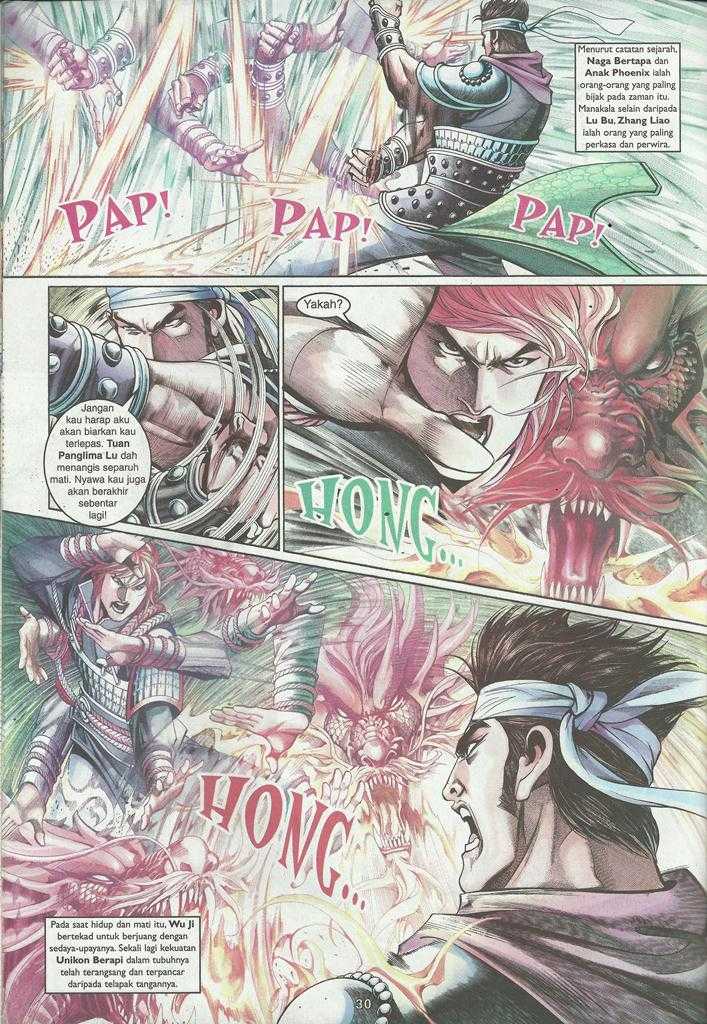 Menurut catatan sejarah,
Naga Bertapa dan
Anak Phoenix ialah
orang-orang yang paling
bijak pada zaman itu.
Manakala selain daripada
Lu Bu, Zhang Liao
ialah orang yang paling
perkasa dan perwira.
PAP!
PAP!
PAP!
Jangan
kau harap aku
akan biarkan kau
terlepas. Tuan
Panglima Lu dah
menangis separuh
mati. Nyawa kau juga
akan berakhir
sebentar
lagi!
Yakah?
HONG...
HONG...
Pada saat hidup dan mati itu, Wu Ji
bertekad untuk berjuang dengan
sedaya-upayanya. Sekali lagi kekuatan
Unikon Berapi dalam tubuhnya
telah terangsang dan terpancar
daripada telapak tangannya.
30